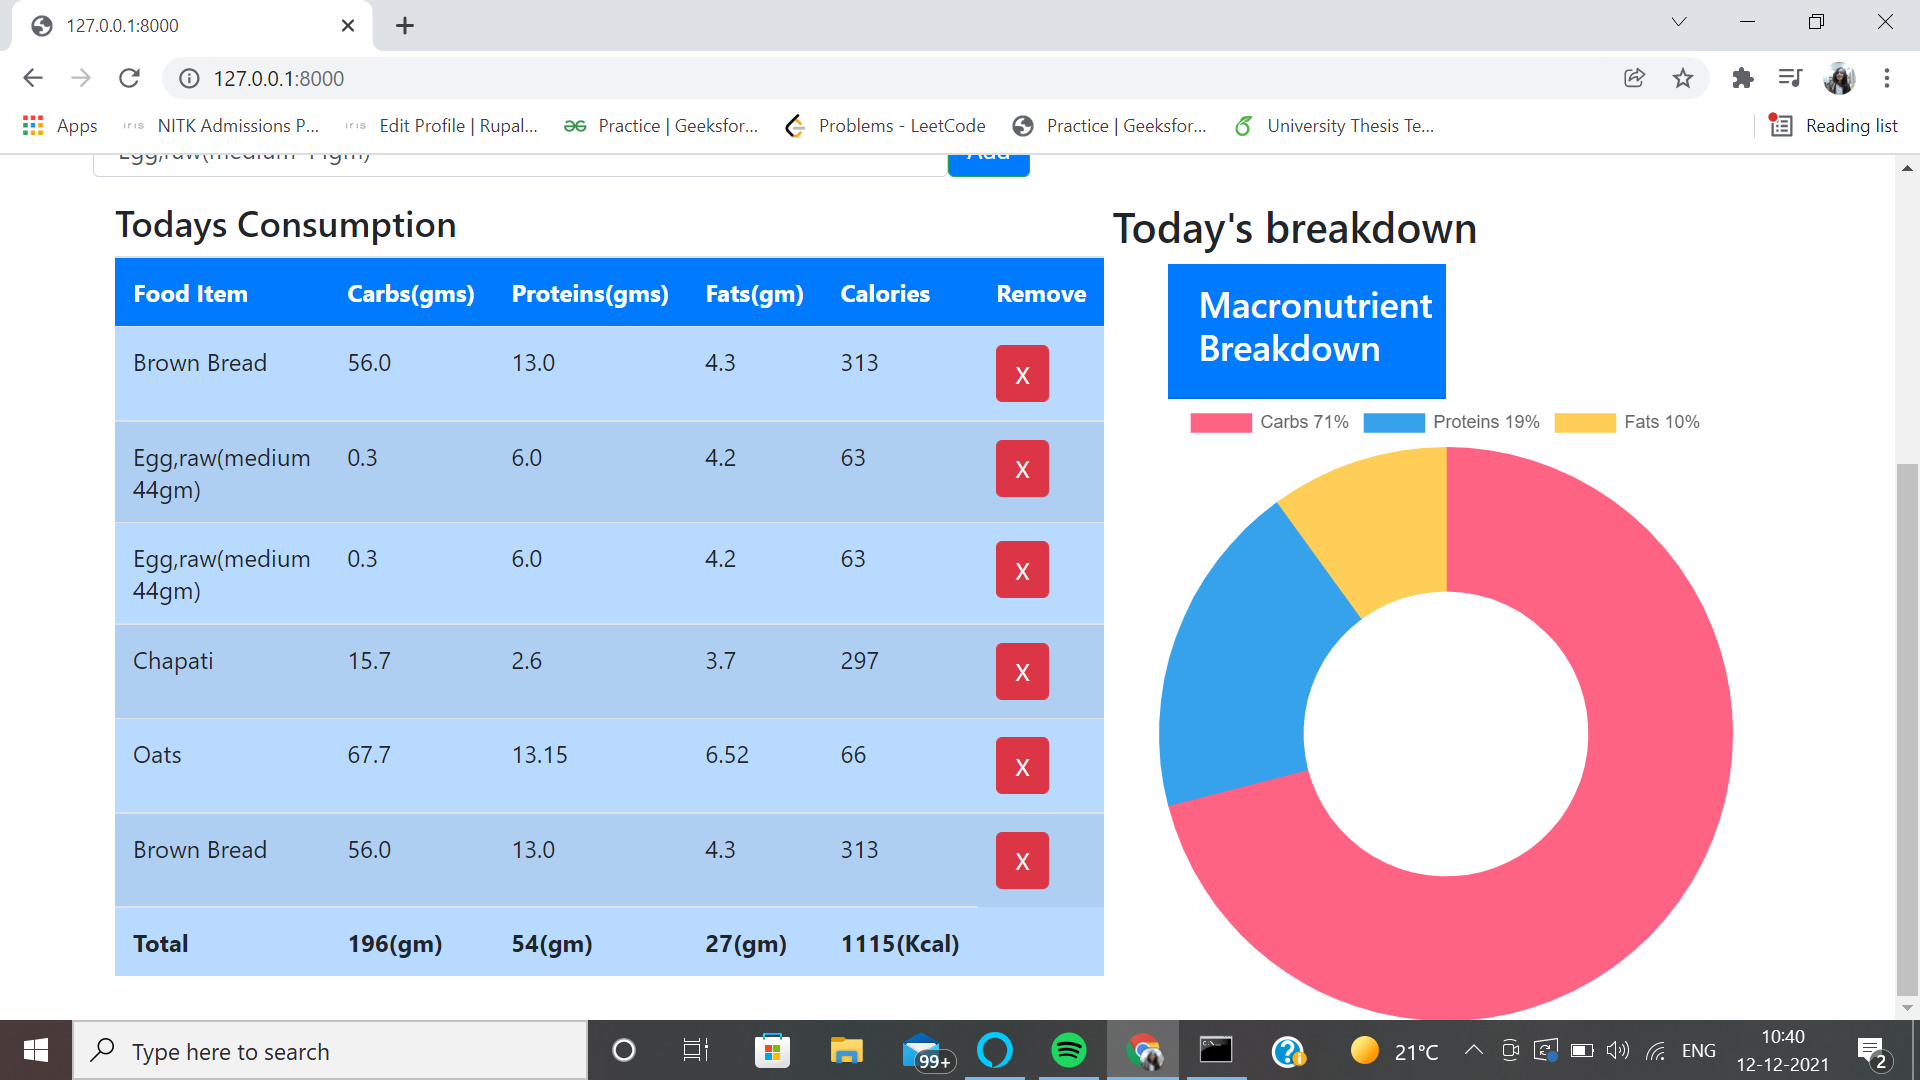 127.0.0.1:8000
127.0.0.1:8000
Apps
iris NITK Admissions P...
iris Edit Profile | Rupal...
Practice | Geeksfor...
Problems - LeetCode
Practice | Geeksfor...
University Thesis Te...
Reading list
Add
Todays Consumption
Food Item Carbs(gms) Proteins(gms) Fats(gm) Calories Remove
Brown Bread 56.0 13.0 4.3 313 X
Egg,raw(medium 0.3 6.0 4.2 63 X
44gm)
Egg,raw(medium 0.3 6.0 4.2 63 X
44gm)
Chapati 15.7 2.6 3.7 297 X
Oats 67.7 13.15 6.52 66 X
Brown Bread 56.0 13.0 4.3 313 X
Total 196(gm) 54(gm) 27(gm) 1115(Kcal)
Today's breakdown
Macronutrient
Breakdown
Carbs 71% Proteins 19% Fats 10%
Type here to search
99+
21°C
ENG
10:40
12-12-2021
2